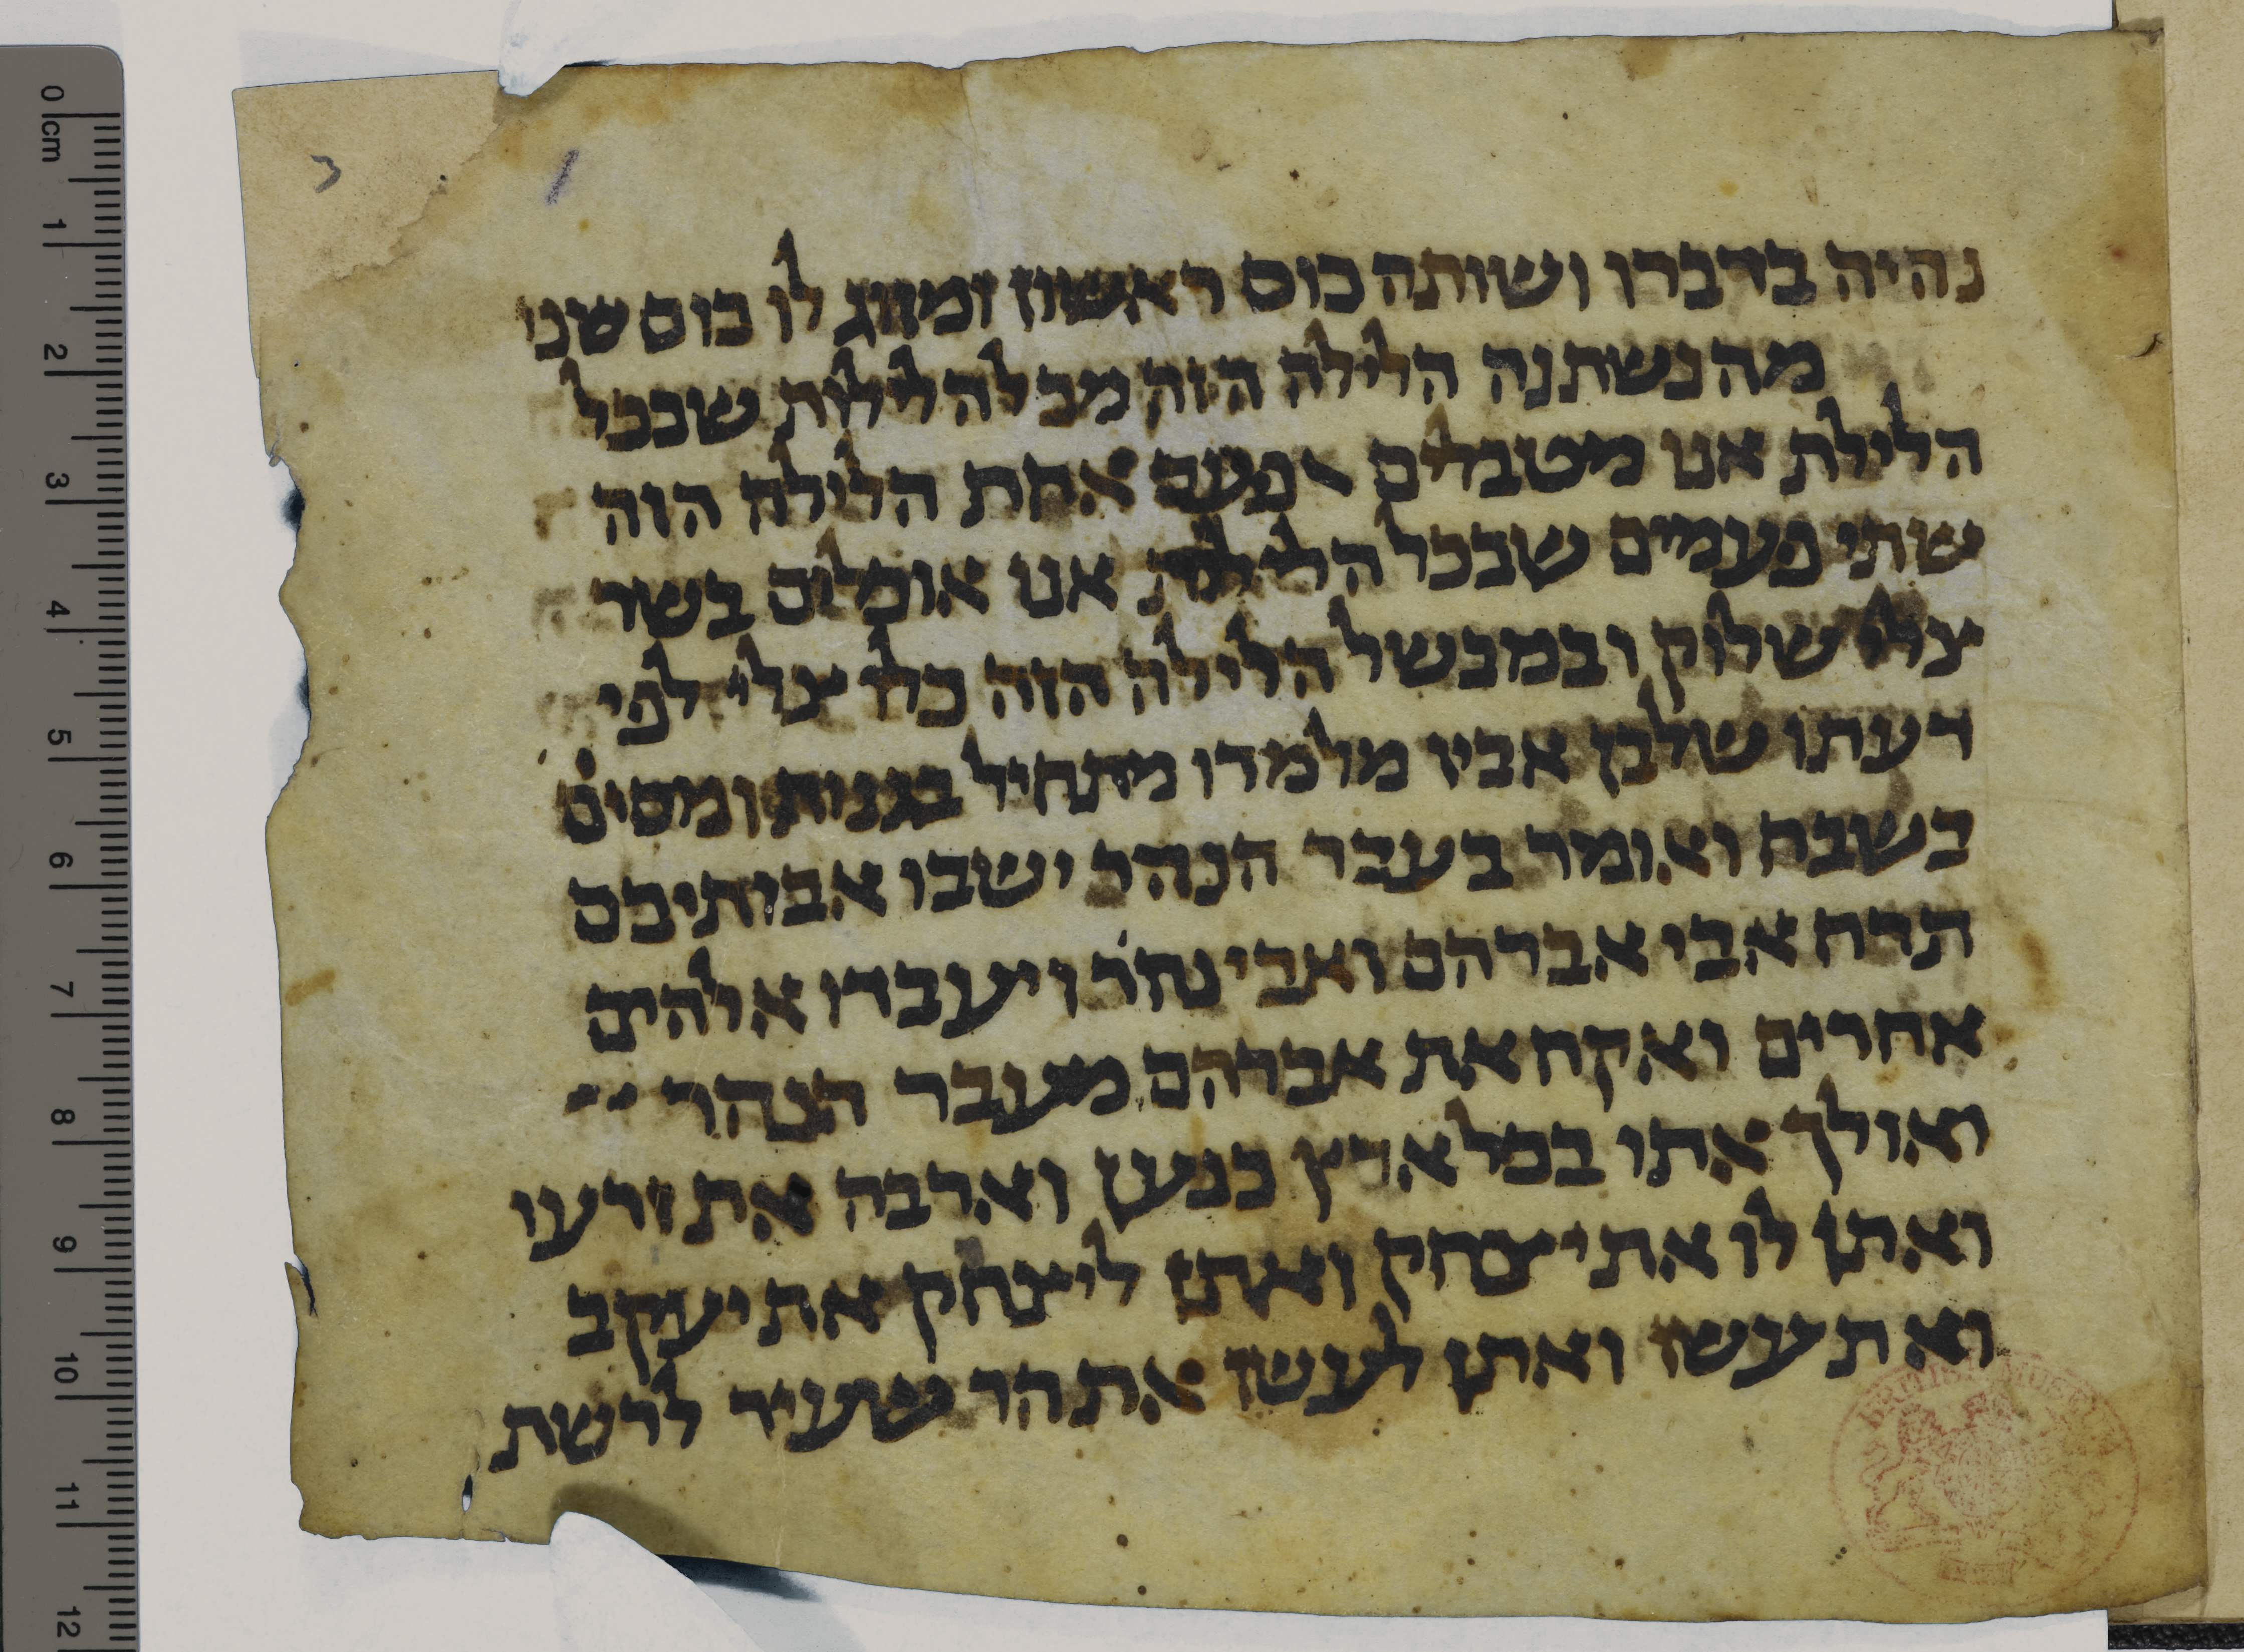 נהיה בדברו ושותה כוס ראשון ומוזג לו כוס שני
מה נשתנה הלילה הזה מכל הלילות שבכל
הלילת אנו מטבלים פעם אחת הלילה הזה
שתי פעמים שבכל הלילות אנו אוכלים בשר
צלי שלוק ובמבשל הלילה הזה כלו צלי לפי
דעתו שלבן אביו מלמדו מתחיל בגנות ומסים
בשבח ואומר בעבר הנהר ישבו אבותיכם
תרח אבי אברהם ואבי נחר ויעבדו אלהים
אחרים ואקח את אברהם מעבר הנהר
ואולך אתו בכל ארץ כנען וארבה את זרעו
ואתן לו את יצחק ואתן ליצחק את יעקב
ואת עשו ואתן לעשו את הר שעיר לרשת
0 cm 1 2 3 4 5 6 7 8 9 10 11 12
BRITISH MUSEUM